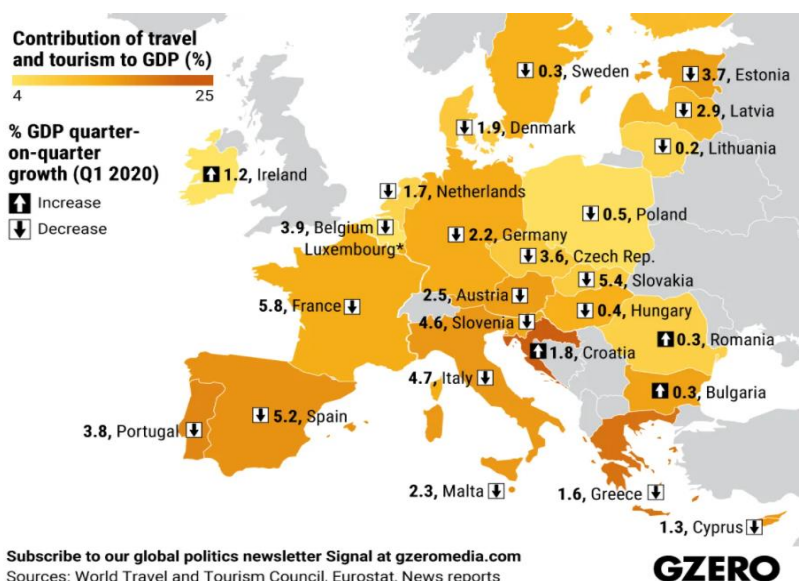 Contribution of travel
and tourism to GDP (%)
4 25
% GDP quarter-
on-quarter
growth (Q1 2020)
Increase
Decrease
0.3, Sweden
3.7, Estonia
2.9, Latvia
1.9, Denmark
0.2, Lithuania
1.2, Ireland
1.7, Netherlands
0.5, Poland
3.9, Belgium
2.2, Germany
Luxembourg*
3.6, Czech Rep.
5.4, Slovakia
2.5, Austria
5.8, France
0.4, Hungary
4.6, Slovenia
0.3, Romania
1.8, Croatia
4.7, Italy
0.3, Bulgaria
5.2, Spain
3.8, Portugal
2.3, Malta
1.6, Greece
1.3, Cyprus
Subscribe to our global politics newsletter Signal at gzeromedia.com
Sources: World Travel and Tourism Council, Eurostat, News reports
GZERO